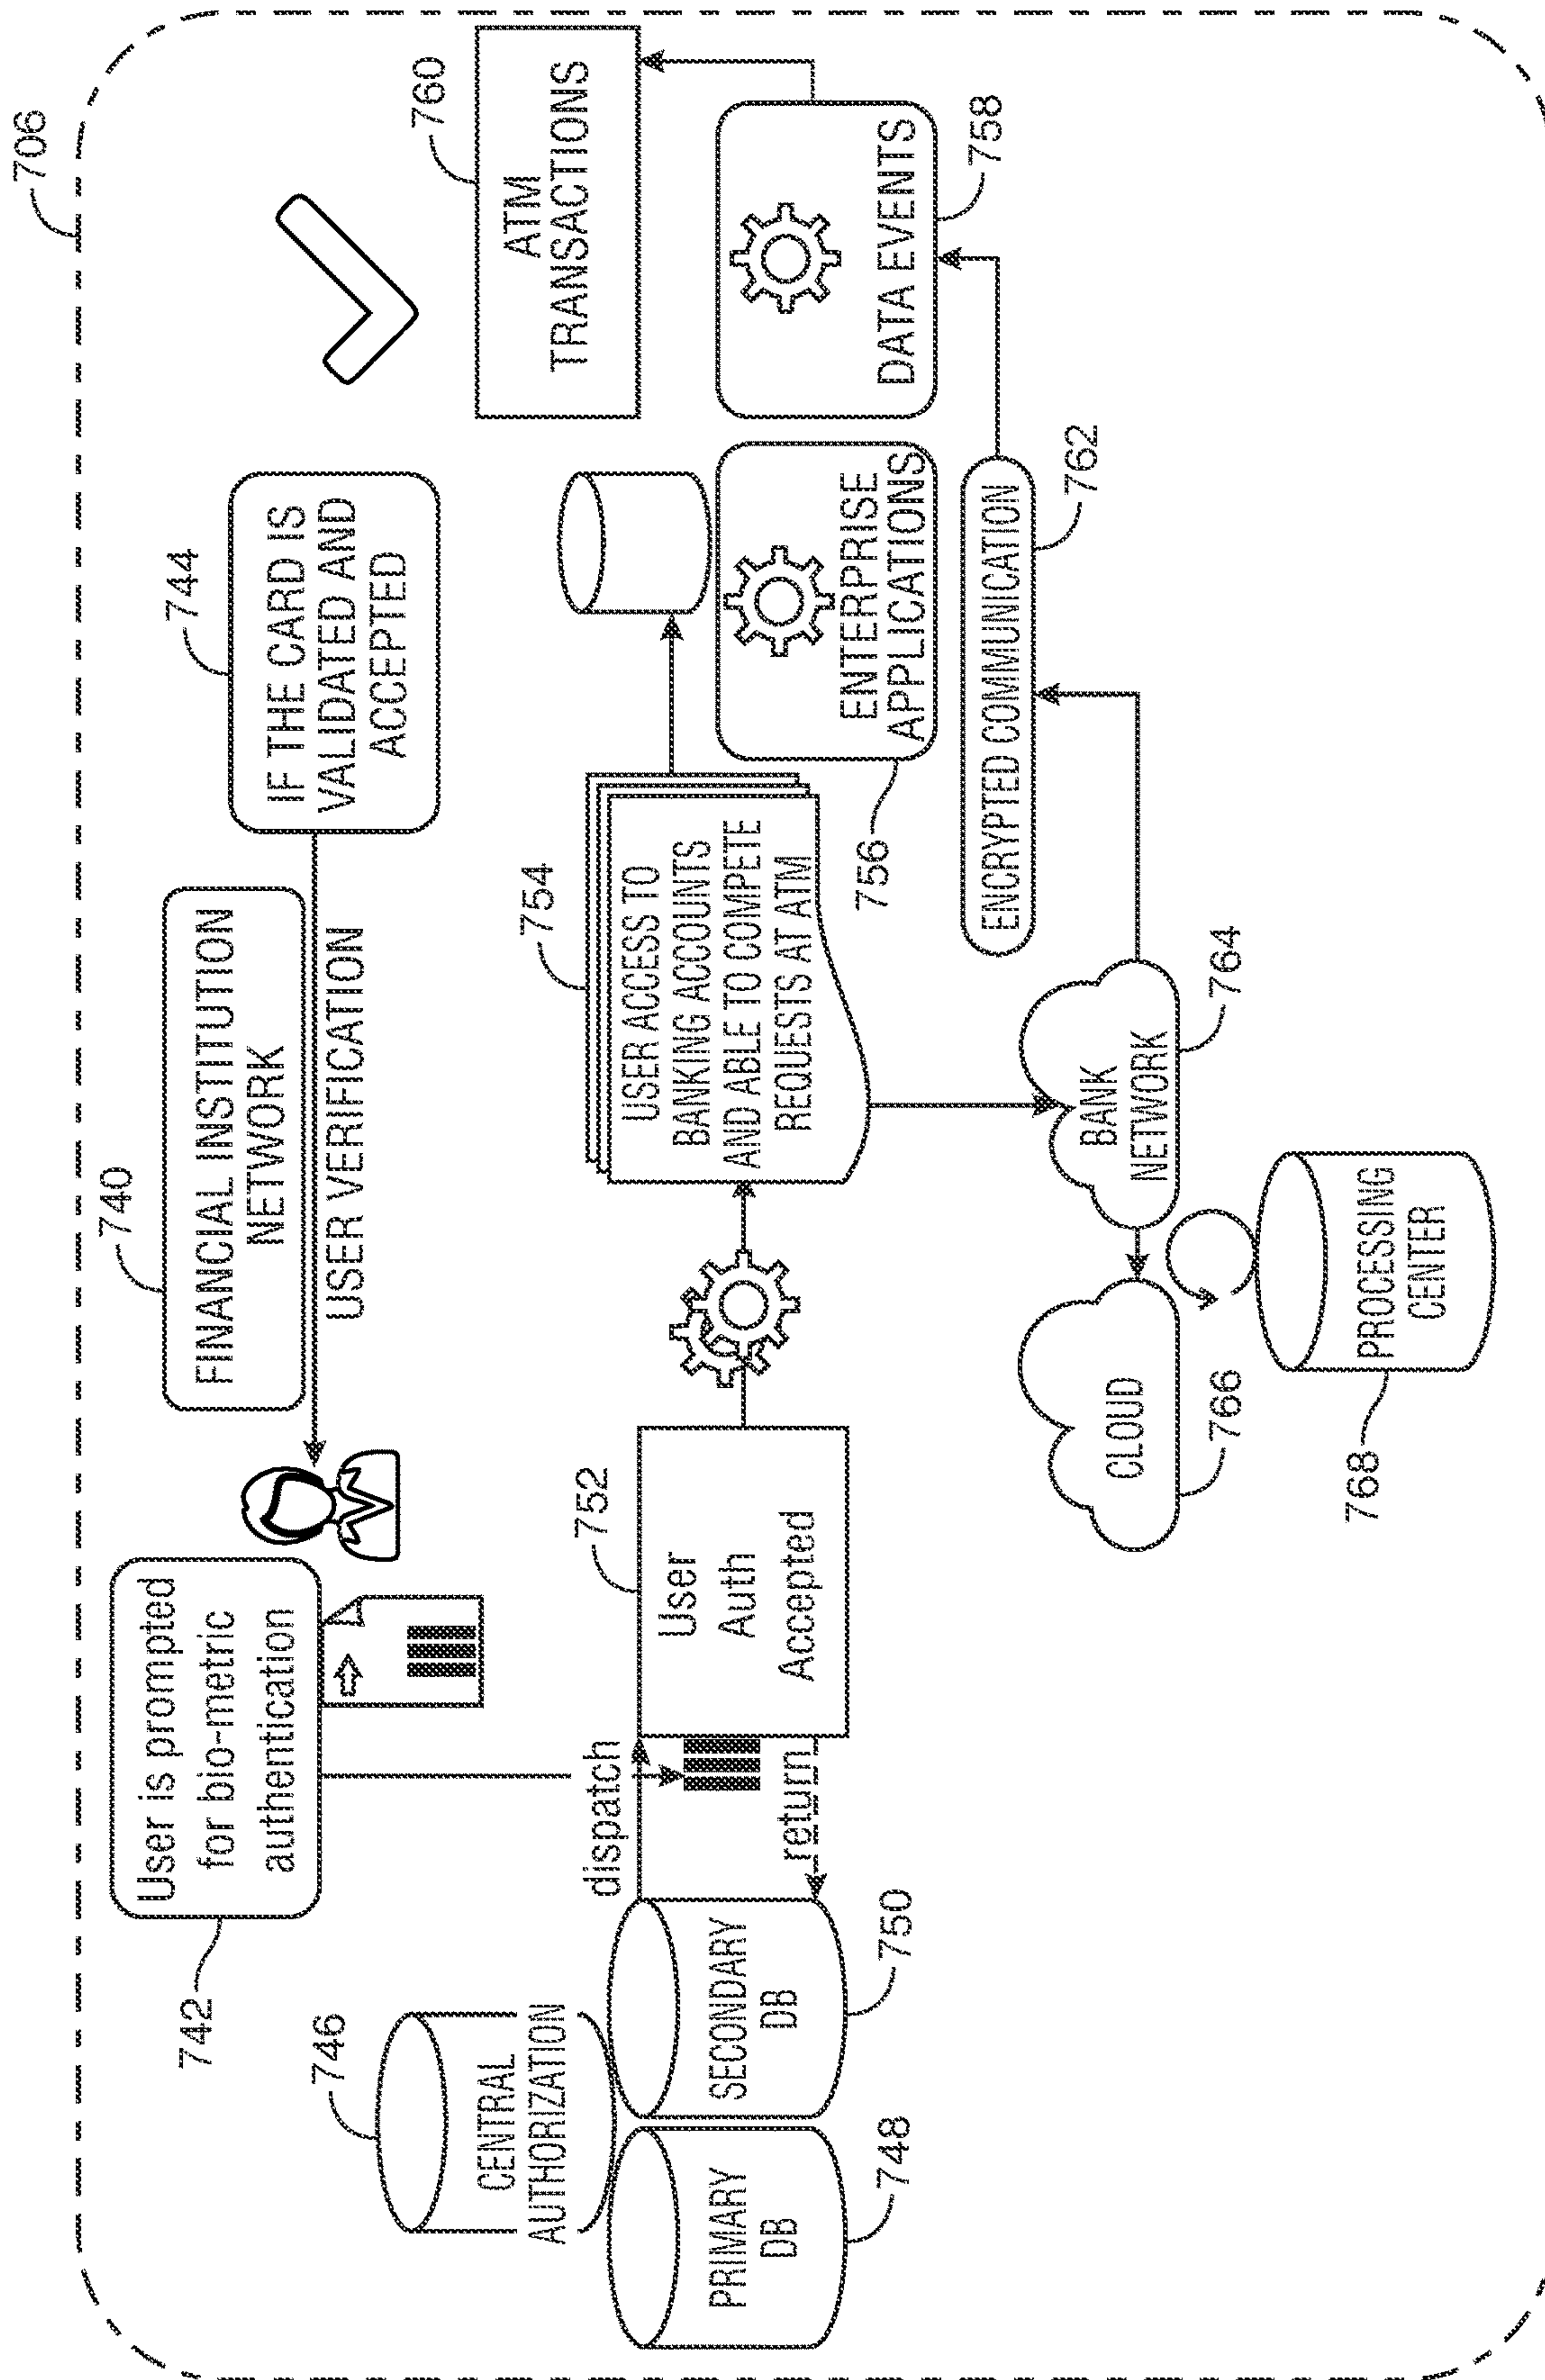 706
740
FINANCIAL INSTITUTION
NETWORK
USER VERIFICATION
744
IF THE CARD IS
VALIDATED AND
ACCEPTED
742
User is prompted
for bio-metric
authentication
746
CENTRAL
AUTHORIZATION
748
PRIMARY
DB
750
SECONDARY
DB
dispatch
return
752
User
Auth
Accepted
754
USER ACCESS TO
BANKING ACCOUNTS
AND ABLE TO COMPETE
REQUESTS AT ATM
756
ENTERPRISE
APPLICATIONS
758
DATA EVENTS
760
ATM
TRANSACTIONS
762
ENCRYPTED COMMUNICATION
764
BANK
NETWORK
766
CLOUD
768
PROCESSING
CENTER